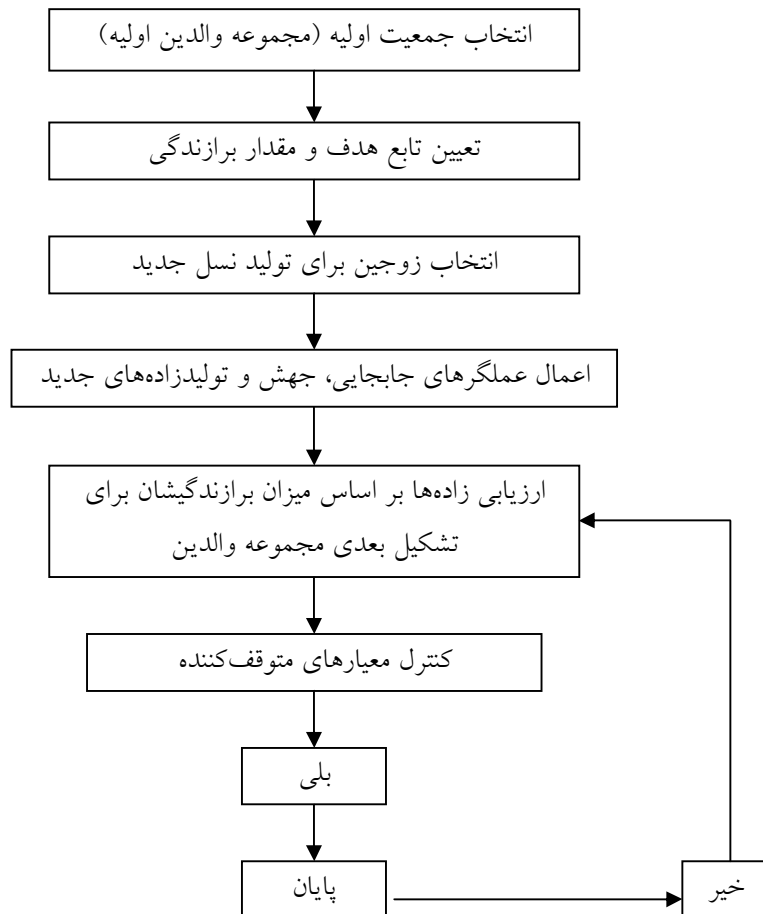 انتخاب جمعیت اولیه (مجموعه والدین اولیه)
تعیین تابع هدف و مقدار برازندگی
انتخاب زوجین برای تولید نسل جدید
اعمال عملگرهای جابجایی، جهش و تولیدزاده‌های جدید
ارزیابی زاده‌ها بر اساس میزان برازندگیشان برای
تشکیل بعدی مجموعه والدین
کنترل معیارهای متوقف‌کننده
بلی
پایان
خیر